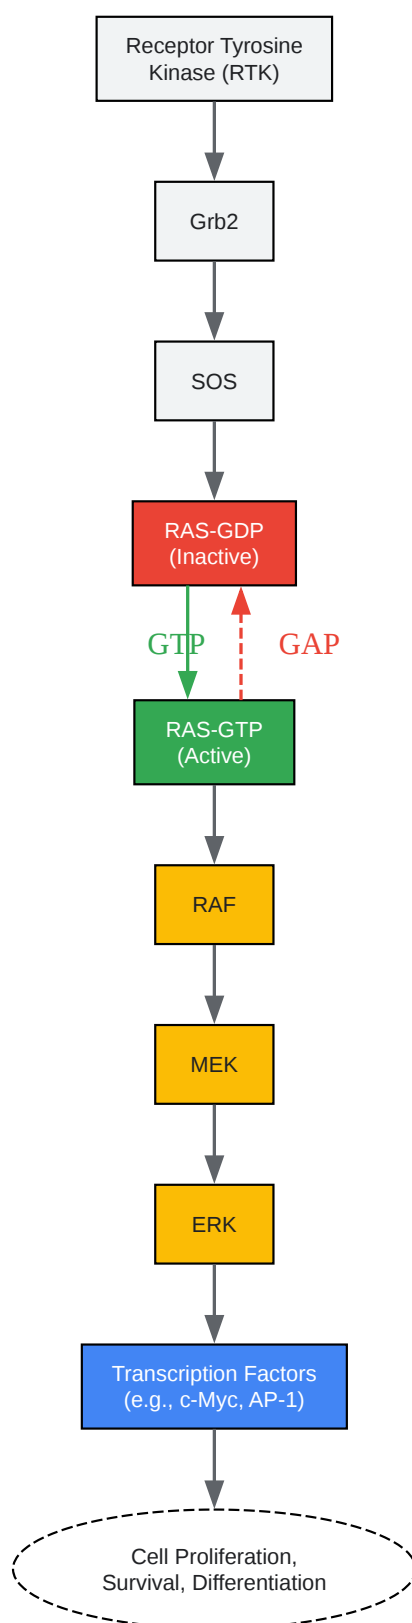 Receptor Tyrosine
Kinase (RTK)
Grb2
SOS
RAS-GDP
(Inactive)
GTP
GAP
RAS-GTP
(Active)
RAF
MEK
ERK
Transcription Factors
(e.g., c-Myc, AP-1)
Cell Proliferation,
Survival, Differentiation